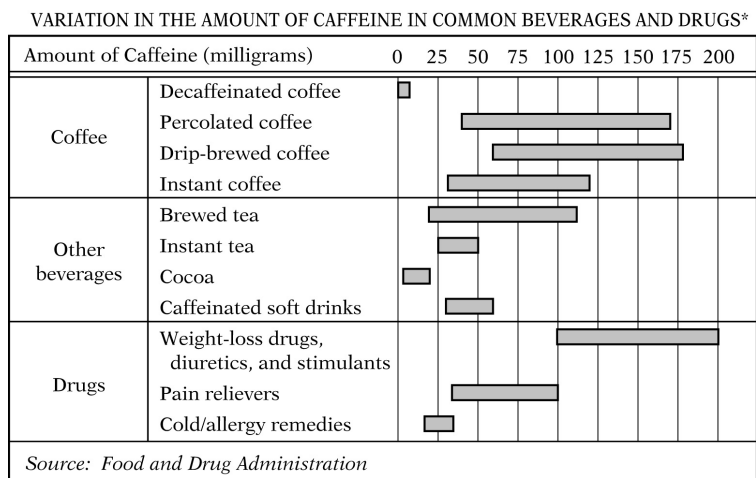 VARIATION IN THE AMOUNT OF CAFFEINE IN COMMON BEVERAGES AND DRUGS*
Amount of Caffeine (milligrams) 0 25 50 75 100 125 150 175 200
Coffee
Decaffeinated coffee
Percolated coffee
Drip-brewed coffee
Instant coffee
Other
beverages
Brewed tea
Instant tea
Cocoa
Caffeinated soft drinks
Drugs
Weight-loss drugs,
diuretics, and stimulants
Pain relievers
Cold/allergy remedies
Source: Food and Drug Administration